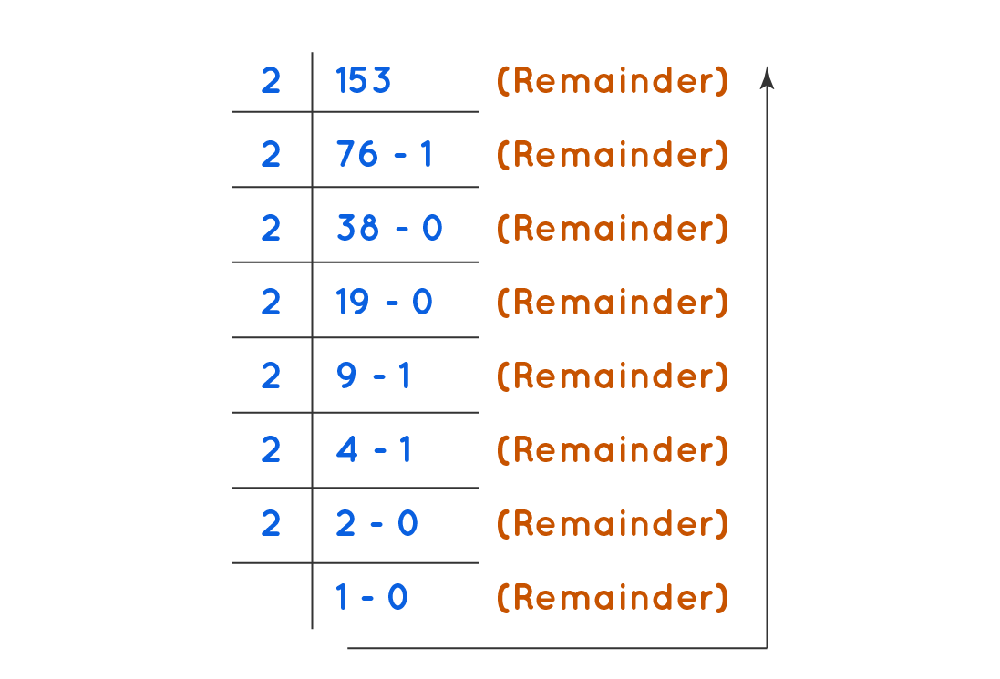 2 153 (Remainder)
2 76 - 1 (Remainder)
2 38 - 0 (Remainder)
2 19 - 0 (Remainder)
2 9 - 1 (Remainder)
2 4 - 1 (Remainder)
2 2 - 0 (Remainder)
1 - 0 (Remainder)